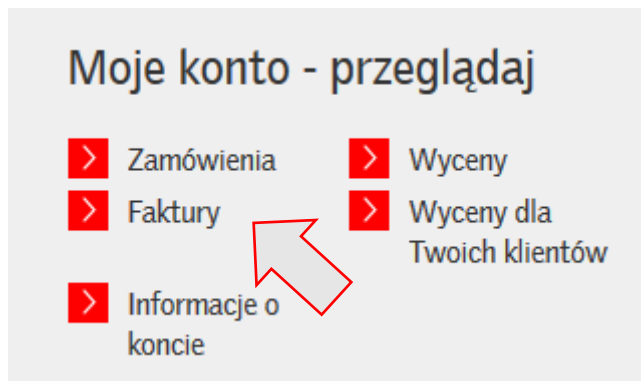 Moje konto - przeglądaj
Zamówienia
Wyceny
Faktury
Wyceny dla
Twoich klientów
Informacje o
koncie